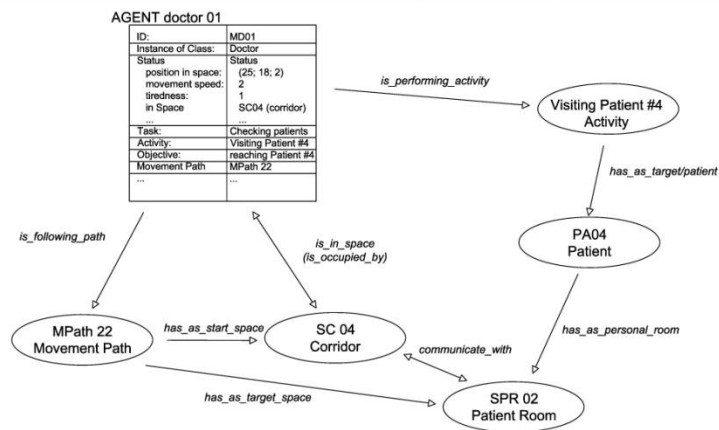 AGENT doctor 01
ID: MD01
Instance of Class: Doctor
Status Status
position in space: (25; 18; 2)
movement speed: 2
tiredness: 1
in Space SC04 (corridor)
... ...
Task: Checking patients
Activity: Visiting Patient #4
Objective: reaching Patient #4
Movement Path MPath 22
... ...
is_performing_activity
Visiting Patient #4
Activity
has_as_target/patient
PA04
Patient
is_following_path
is_in_space
(is_occupied_by)
has_as_personal_room
MPath 22
Movement Path
has_as_start_space
SC 04
Corridor
communicate_with
has_as_target_space
SPR 02
Patient Room